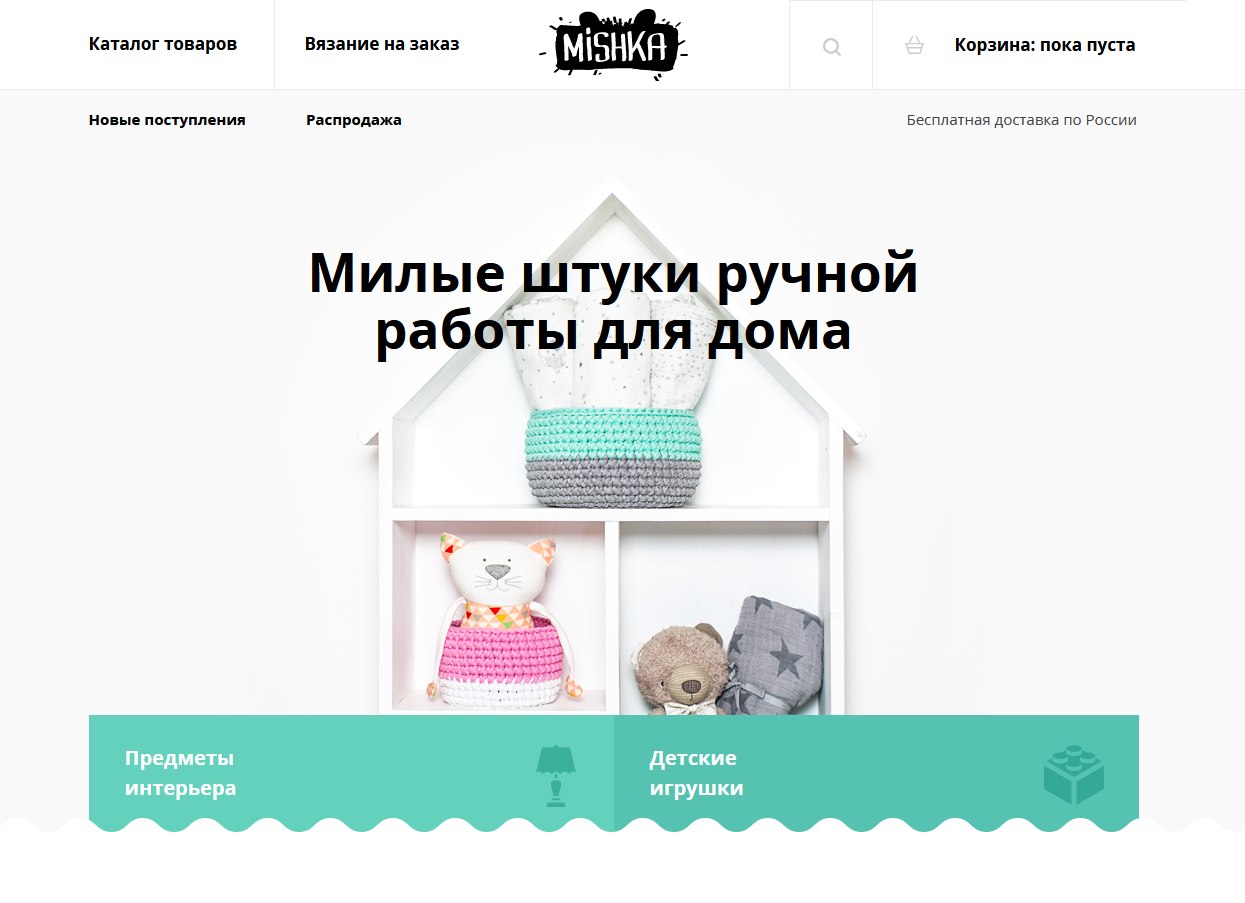 Каталог товаров
Вязание на заказ
MiSHKA
Корзина: пока пуста
Новые поступления
Распродажа
Бесплатная доставка по России
Милые штуки ручной
работы для дома
Предметы
интерьера
Детские
игрушки